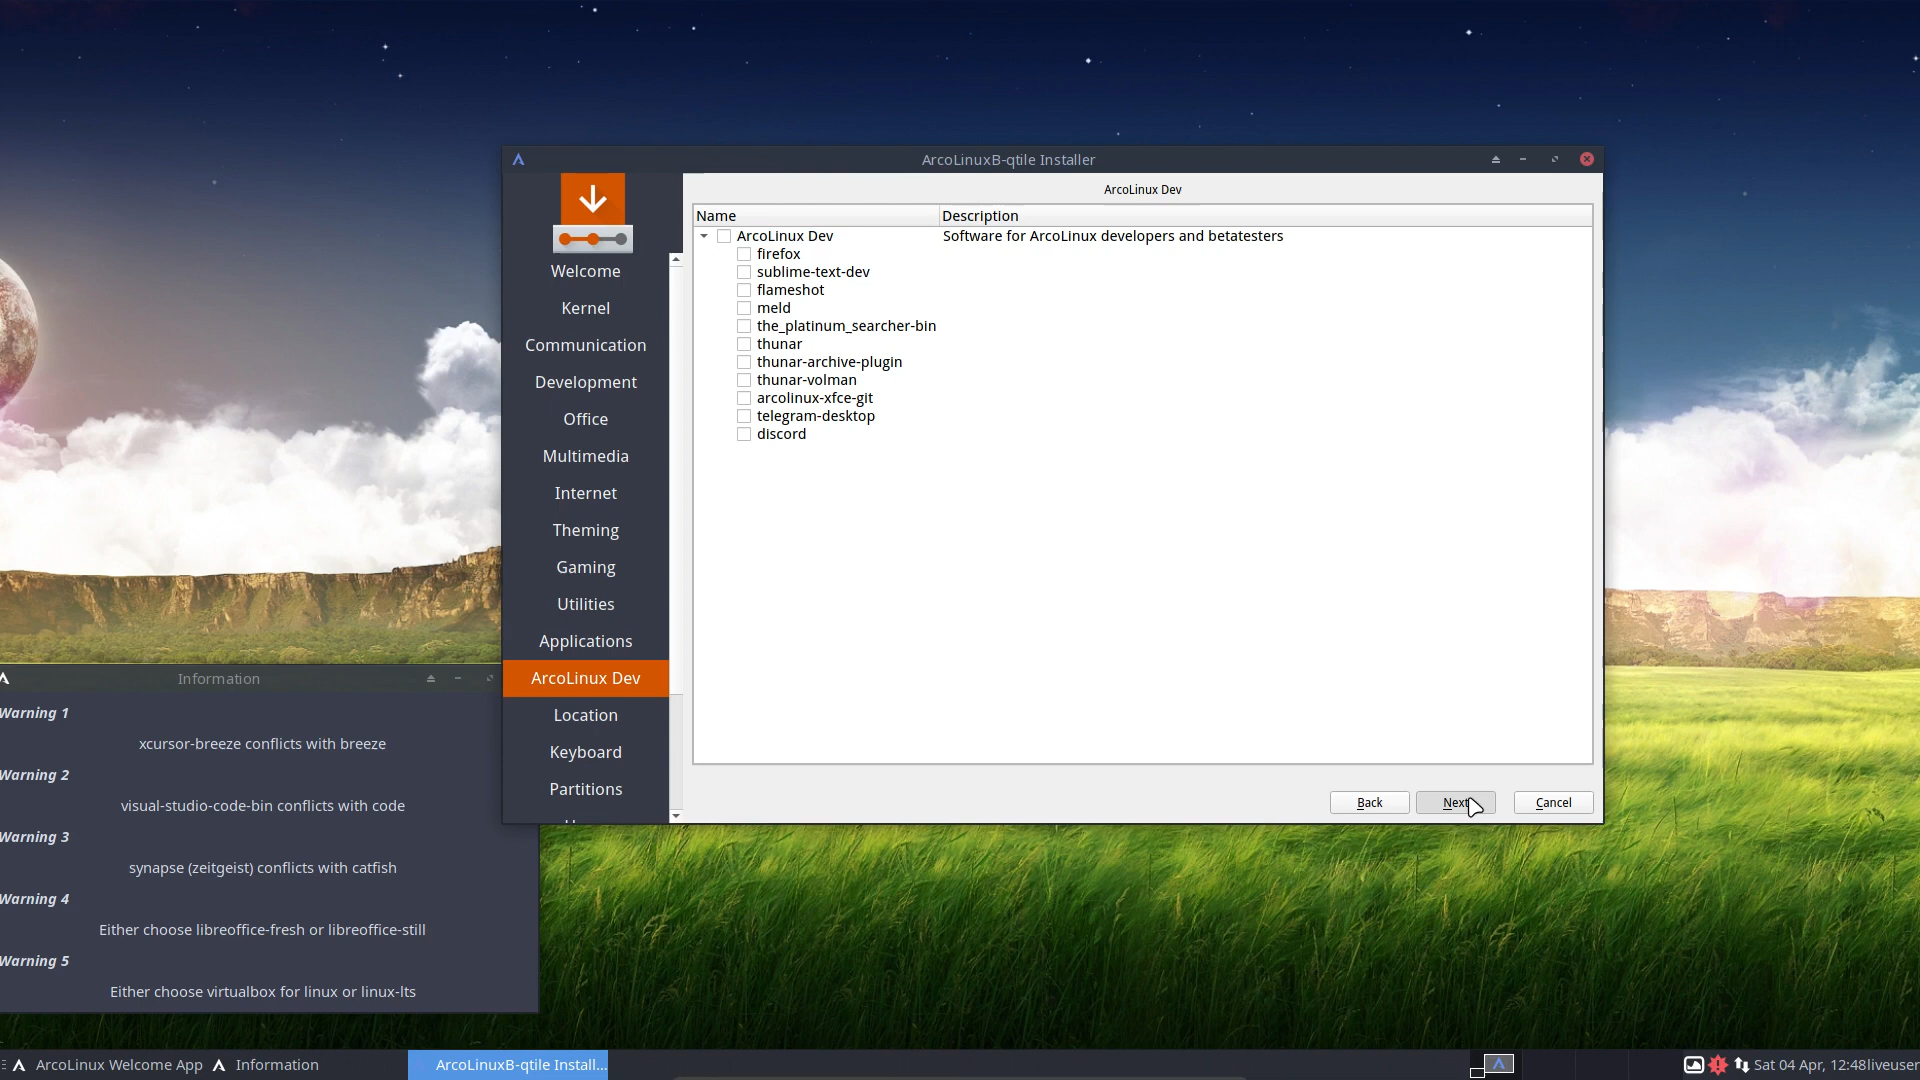 ArcoLinuxB-qtile Installer
ArcoLinux Dev
Name Description
ArcoLinux Dev Software for ArcoLinux developers and betatesters
firefox
sublime-text-dev
flameshot
meld
the_platinum_searcher-bin
thunar
thunar-archive-plugin
thunar-volman
arcolinux-xfce-git
telegram-desktop
discord
Welcome
Kernel
Communication
Development
Office
Multimedia
Internet
Theming
Gaming
Utilities
Applications
ArcoLinux Dev
Location
Keyboard
Partitions
Back Next Cancel
Information
Warning 1
xcursor-breeze conflicts with breeze
Warning 2
visual-studio-code-bin conflicts with code
Warning 3
synapse (zeitgeist) conflicts with catfish
Warning 4
Either choose libreoffice-fresh or libreoffice-still
Warning 5
Either choose virtualbox for linux or linux-lts
ArcoLinux Welcome App Information ArcoLinuxB-qtile Install... Sat 04 Apr, 12:48 liveuser